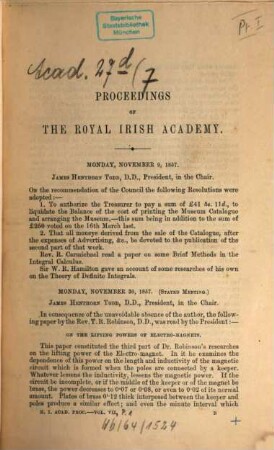 Bayerische
Staatsbibliothek
München
Acad. 27d/7
PROCEEDINGS
OF
THE ROYAL IRISH ACADEMY.
MONDAY, NOVEMBER 9, 1857.
JAMES HENTHORN TODD, D.D., President, in the Chair.
On the recommendation of the Council the following Resolutions were
adopted:—
1. To authorize the Treasurer to pay a sum of £41 4s. 11d., to
liquidate the Balance of the cost of printing the Museum Catalogue
and arranging the Museum,—this sum being in addition to the sum of
£350 voted on the 16th March last.
2. That all moneys derived from the sale of the Catalogue, after
the expenses of Advertising, &c., be devoted to the publication of the
second part of that work.
Rev. R. Carmichael read a paper on some Brief Methods in the
Integral Calculus.
Sir W. R. Hamilton gave an account of some researches of his own
on the Theory of Definite Integrals.
MONDAY, NOVEMBER 30, 1857. (STATED MEETING.)
JAMES HENTHORN TODD, D.D., President, in the Chair.
In consequence of the unavoidable absence of the author, the follow-
ing paper by the Rev. T. R. Robinson, D.D., was read by the President:—
ON THE LIFTING POWERS OF ELECTRO-MAGNETS.
This paper constituted the third part of Dr. Robinson's researches
on the lifting power of the Electro-magnet. In it he examines the
dependence of this power on the length and inductivity of the magnetic
circuit which is formed when the poles are connected by a keeper.
Whatever lessens the inductivity, lessens the magnetic power. If the
circuit be incomplete, or if the middle of the keeper or of the magnet be
brass, the power decreases to 0·07 or 0·08, or even to 0·02 of its normal
amount. Plates of brass 0·12 thick interposed between the keeper and
poles produce a similar effect; and even the minute interval which
R. I. ACAD. PROC.—VOL. VII. P. 1 B
46/64/1524